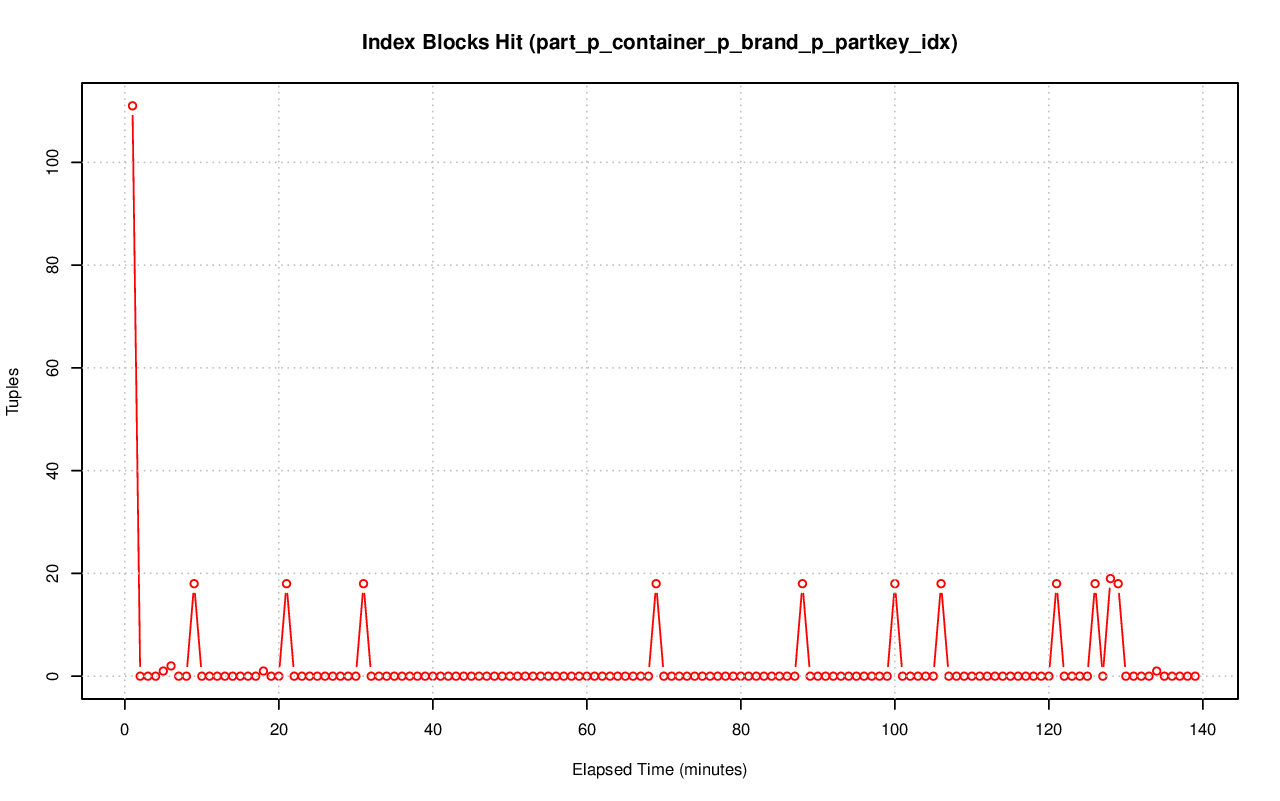 Index Blocks Hit (part_p_container_p_brand_p_partkey_idx)
Tuples
100
80
60
40
20
0
0 20 40 60 80 100 120 140
Elapsed Time (minutes)